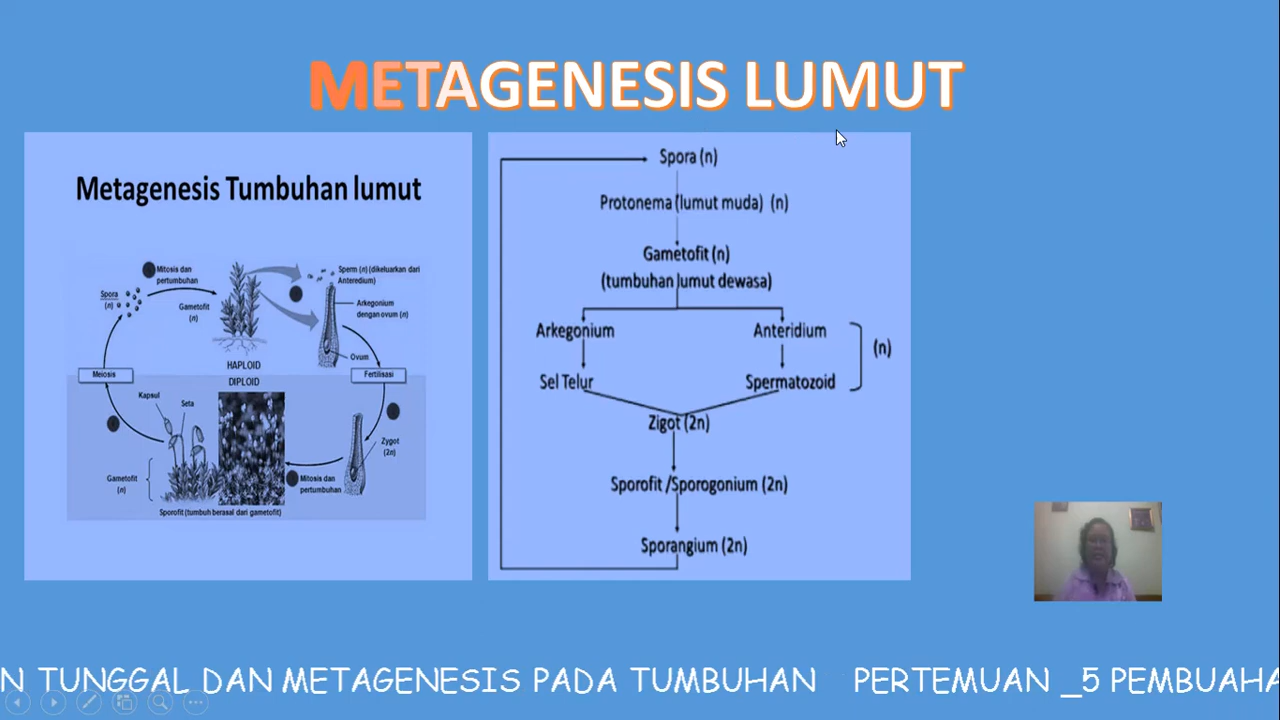 METAGENESIS LUMUT
Metagenesis Tumbuhan lumut
Mitosis dan
pertumbuhan
Spora
(n)
Gametofit
(n)
Sperm (n) (dikeluarkan dari
Anteredium)
Arkegonium
dengan ovum (n)
Ovum
HAPLOID
DIPLOID
Meiosis
Fertilisasi
Kapsul
Seta
Zygot
(2n)
Gametofit
(n)
Mitosis dan
pertumbuhan
Sporofit (tumbuh berasal dari gametofit)
Spora (n)
Protonema (lumut muda) (n)
Gametofit (n)
(tumbuhan lumut dewasa)
Arkegonium
Anteridium
(n)
Sel Telur
Spermatozoid
Zigot (2n)
Sporofit /Sporogonium (2n)
Sporangium (2n)
N TUNGGAL DAN METAGENESIS PADA TUMBUHAN PERTEMUAN _5 PEMBUAHA